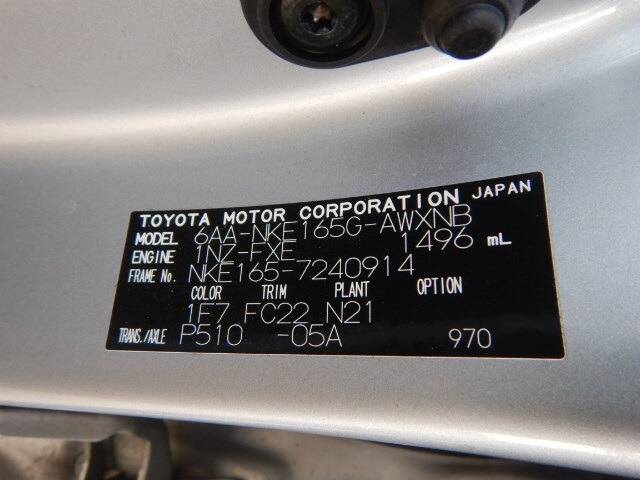 TOYOTA MOTOR CORPORATION JAPAN
MODEL 6AA-NKE165G-AWXNB
ENGINE 1NZ-FXE 1496 mL
FRAME No. NKE165-7240914
COLOR TRIM PLANT OPTION
1F7 FC22 N21
TRANS./AXLE P510 -05A 970